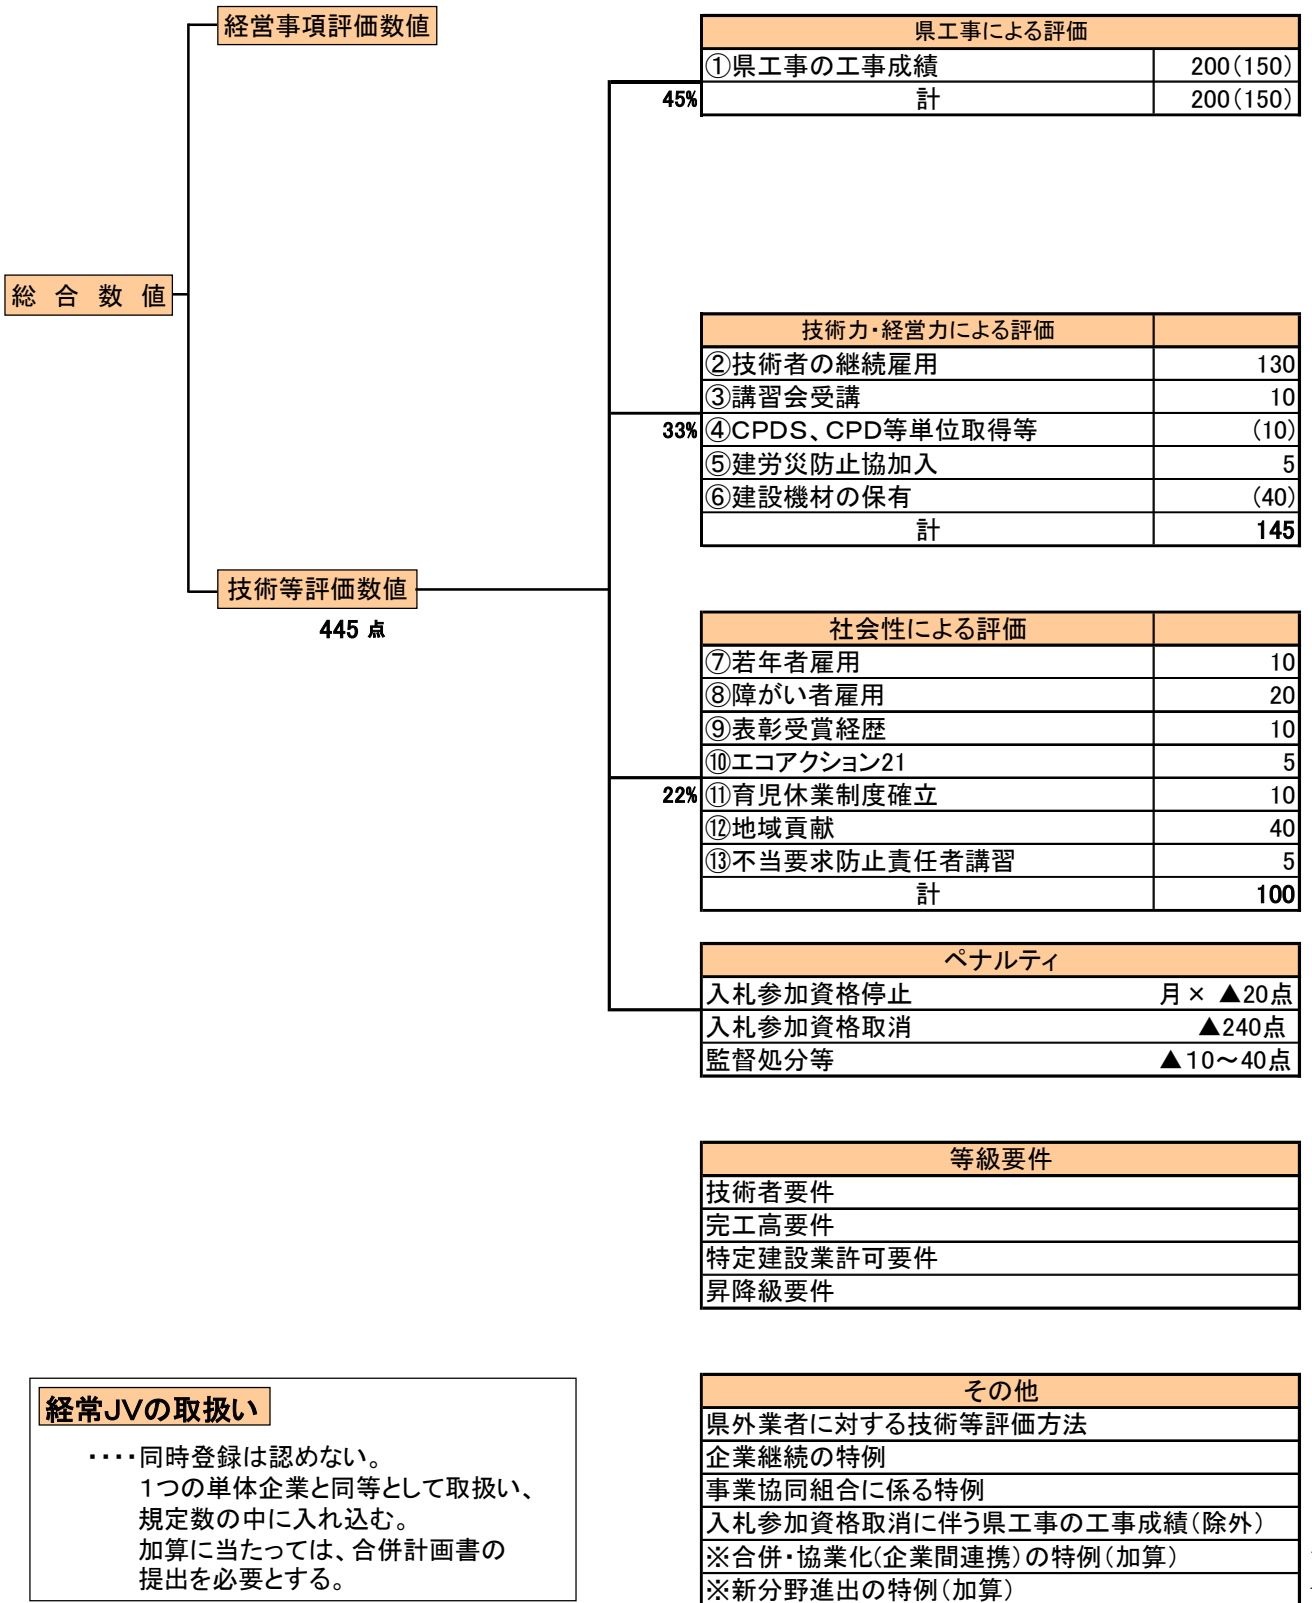 経営事項評価数値
総合数値
技術等評価数値
445 点
県工事による評価
①県工事の工事成績 200(150)
45% 計 200(150)
技術力・経営力による評価
②技術者の継続雇用 130
③講習会受講 10
33% ④CPDS、CPD等単位取得等 (10)
⑤建労災防止協加入 5
⑥建設機材の保有 (40)
計 145
社会性による評価
⑦若年者雇用 10
⑧障がい者雇用 20
⑨表彰受賞経歴 10
⑩エコアクション21 5
22% ⑪育児休業制度確立 10
⑫地域貢献 40
⑬不当要求防止責任者講習 5
計 100
ペナルティ
入札参加資格停止 月× ▲20点
入札参加資格取消 ▲240点
監督処分等 ▲10～40点
等級要件
技術者要件
完工高要件
特定建設業許可要件
昇降級要件
経常JVの取扱い
････同時登録は認めない。
1つの単体企業と同等として取扱い、
規定数の中に入れ込む。
加算に当たっては、合併計画書の
提出を必要とする。
その他
県外業者に対する技術等評価方法
企業継続の特例
事業協同組合に係る特例
入札参加資格取消に伴う県工事の工事成績(除外)
※合併・協業化(企業間連携)の特例(加算)
※新分野進出の特例(加算)